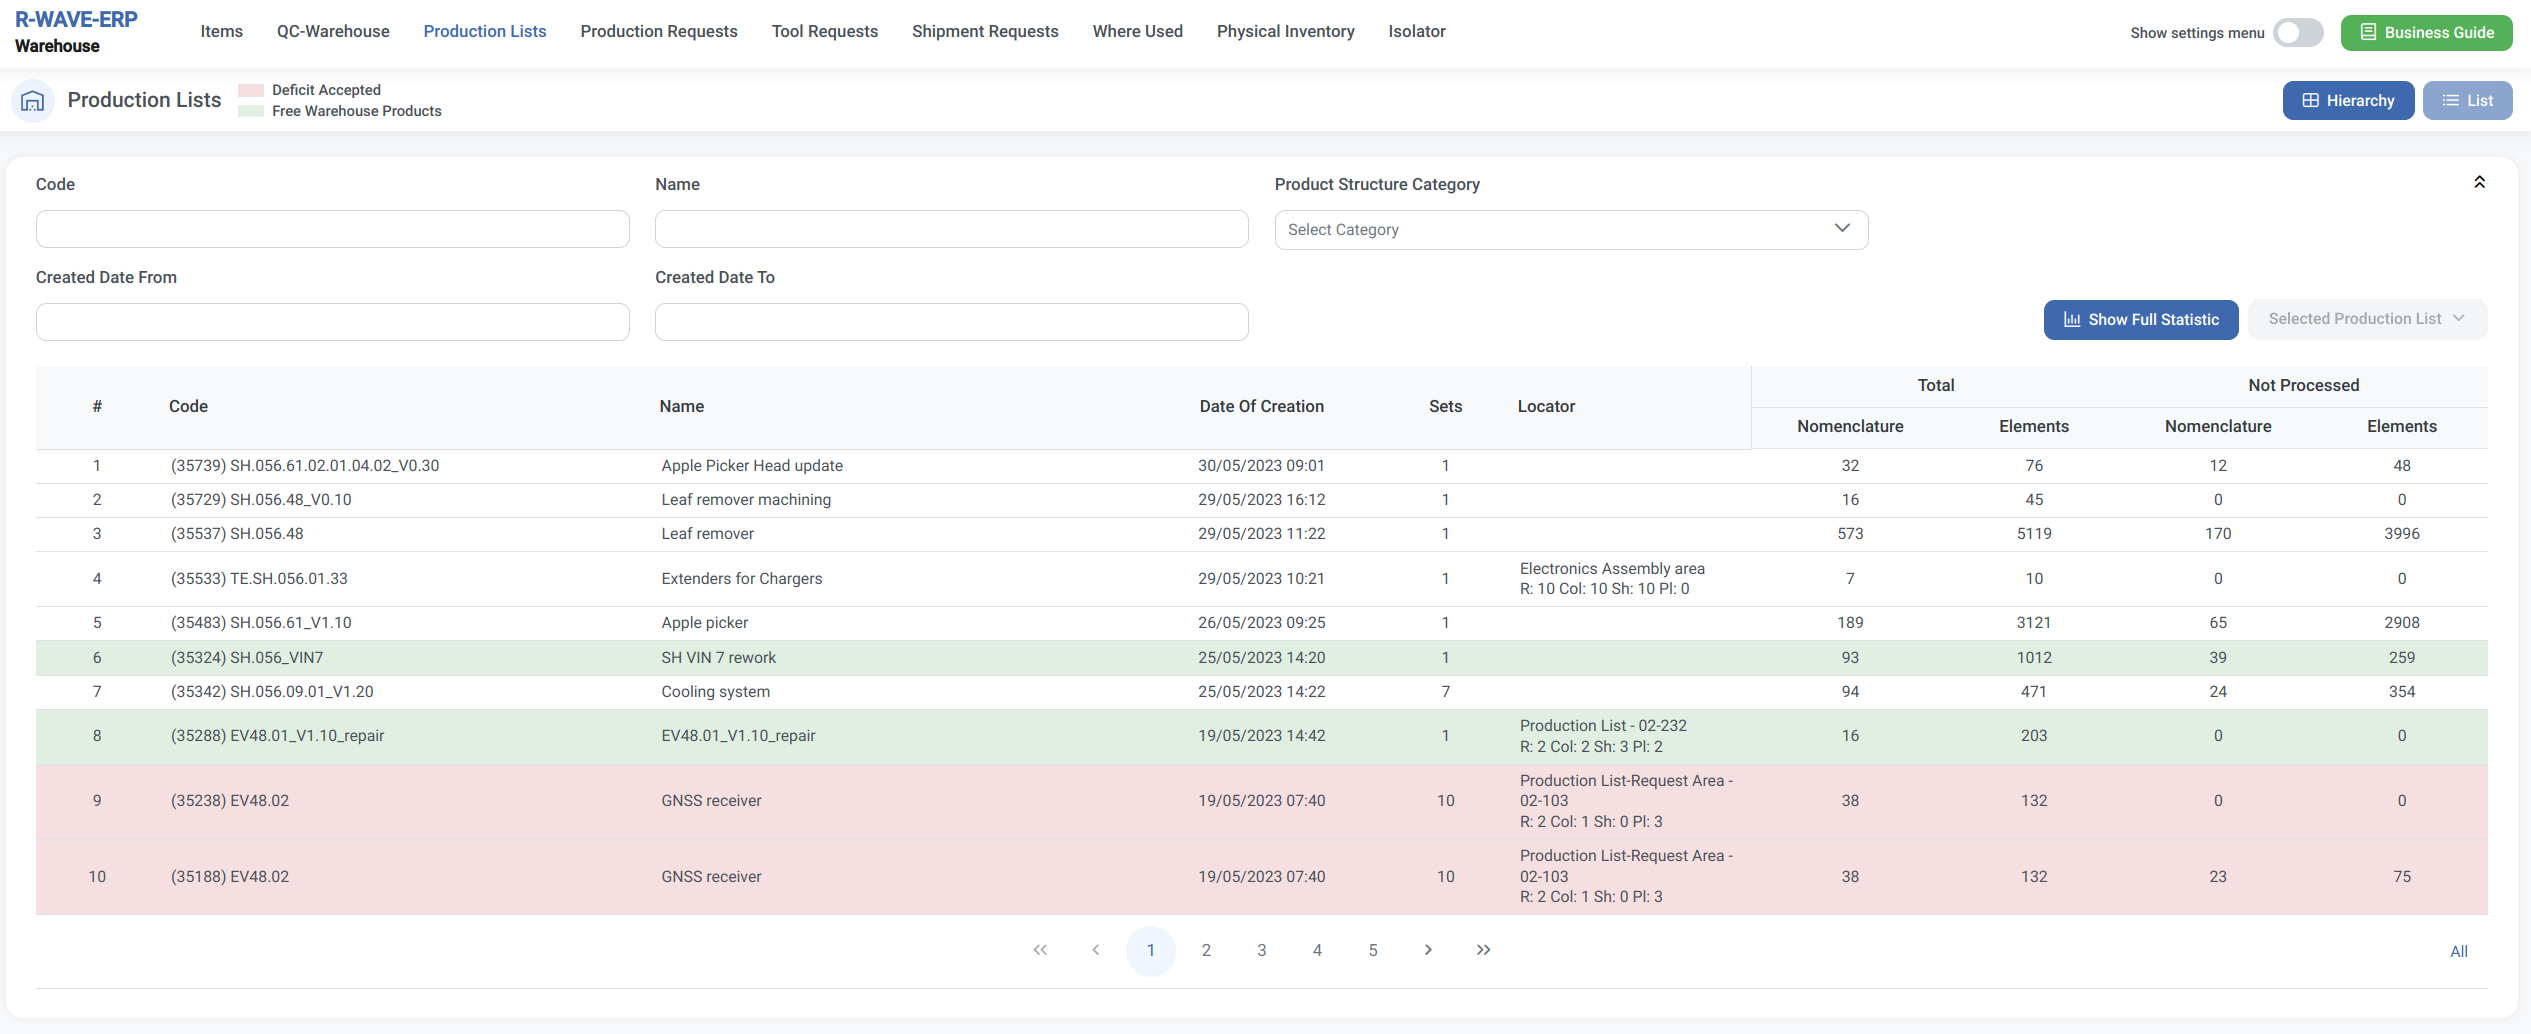 R-WAVE-ERP
Warehouse
Items QC-Warehouse Production Lists Production Requests Tool Requests Shipment Requests Where Used Physical Inventory Isolator
Show settings menu
Business Guide
Production Lists
Deficit Accepted
Free Warehouse Products
Hierarchy
List
Code Name Product Structure Category
Select Category
Created Date From Created Date To
Show Full Statistic
Selected Production List
Total Not Processed
# Code Name Date Of Creation Sets Locator
Nomenclature Elements Nomenclature Elements
1 (35739) SH.056.61.02.01.04.02_V0.30 Apple Picker Head update 30/05/2023 09:01 1 32 76 12 48
2 (35729) SH.056.48_V0.10 Leaf remover machining 29/05/2023 16:12 1 16 45 0 0
3 (35537) SH.056.48 Leaf remover 29/05/2023 11:22 1 573 5119 170 3996
Electronics Assembly area
4 (35533) TE.SH.056.01.33 Extenders for Chargers 29/05/2023 10:21 1 7 10 0 0
R: 10 Col: 10 Sh: 10 Pl: 0
5 (35483) SH.056.61_V1.10 Apple picker 26/05/2023 09:25 1 189 3121 65 2908
6 (35324) SH.056_VIN7 SH VIN 7 rework 25/05/2023 14:20 1 93 1012 39 259
7 (35342) SH.056.09.01_V1.20 Cooling system 25/05/2023 14:22 7 94 471 24 354
Production List - 02-232
8 (35288) EV48.01_V1.10_repair EV48.01_V1.10_repair 19/05/2023 14:42 1 16 203 0 0
R: 2 Col: 2 Sh: 3 Pl: 2
Production List-Request Area -
9 (35238) EV48.02 GNSS receiver 19/05/2023 07:40 10 02-103 38 132 0 0
R: 2 Col: 1 Sh: 0 Pl: 3
Production List-Request Area -
10 (35188) EV48.02 GNSS receiver 19/05/2023 07:40 10 02-103 38 132 23 75
R: 2 Col: 1 Sh: 0 Pl: 3
1 2 3 4 5
All